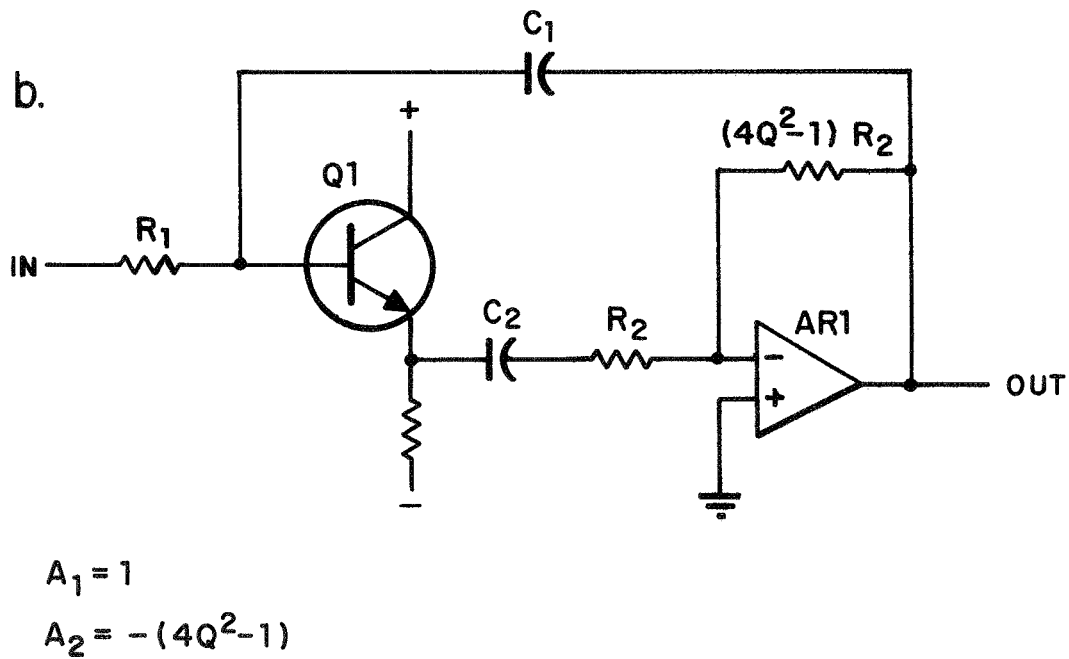 C1
b.
+
(4Q²-1) R2
Q1
R1
IN
C2
R2
AR1
-
+
OUT
-
A1 = 1
A2 = -(4Q²-1)